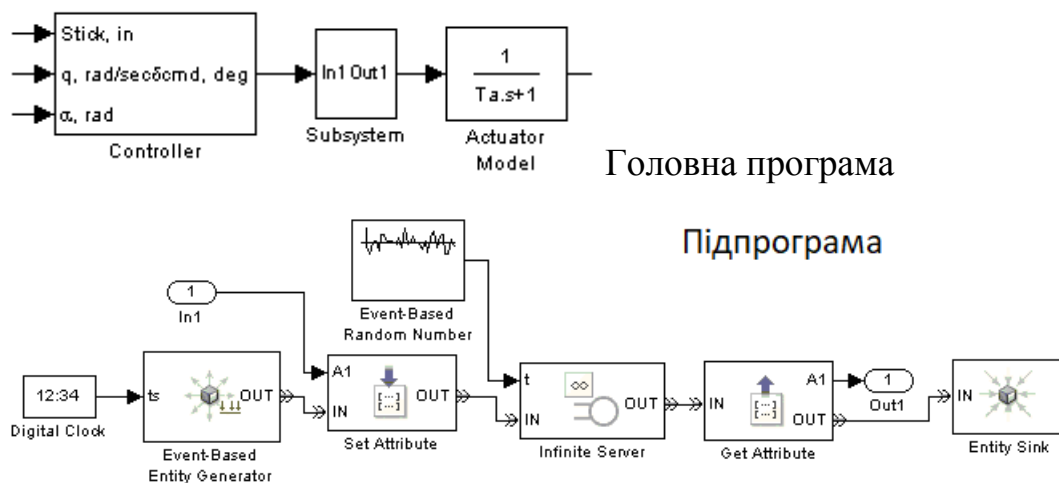 Stick, in
q, rad/secδcmd, deg
α, rad
Controller
In1 Out1
Subsystem
1
Ta.s+1
Actuator
Model
Головна програма
Підпрограма
1
In1
Event-Based
Random Number
12:34
Digital Clock
ts
OUT
Event-Based
Entity Generator
A1
IN
OUT
[...]
Set Attribute
t
IN
∞
OUT
Infinite Server
IN
[...]
A1
OUT
Get Attribute
1
Out1
IN
Entity Sink